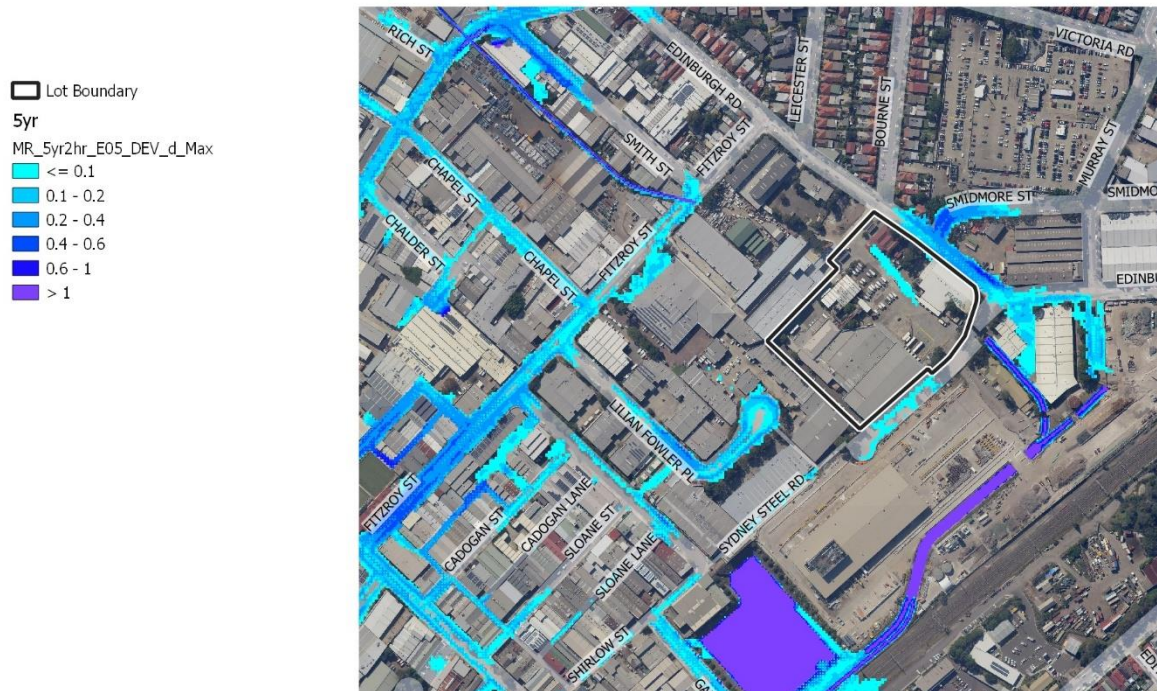 Lot Boundary
5yr
MR_5yr2hr_E05_DEV_d_Max
<= 0.1
0.1 - 0.2
0.2 - 0.4
0.4 - 0.6
0.6 - 1
> 1
RICH ST
EDINBURGH RD
LEICESTER ST
BOURNE ST
VICTORIA RD
MURRAY ST
SMITH ST
FITZROY ST
CHAPEL ST
SMIDMORE ST
SMIDMO
CHALDER ST
CHAPEL ST
FITZROY ST
EDINBU
LILIAN FOWLER PL
FITZROY ST
CADOGAN ST
CADOGAN LANE
SLOANE ST
SLOANE LANE
SYDNEY STEEL RD
SHIRLOW ST
GA
EDI